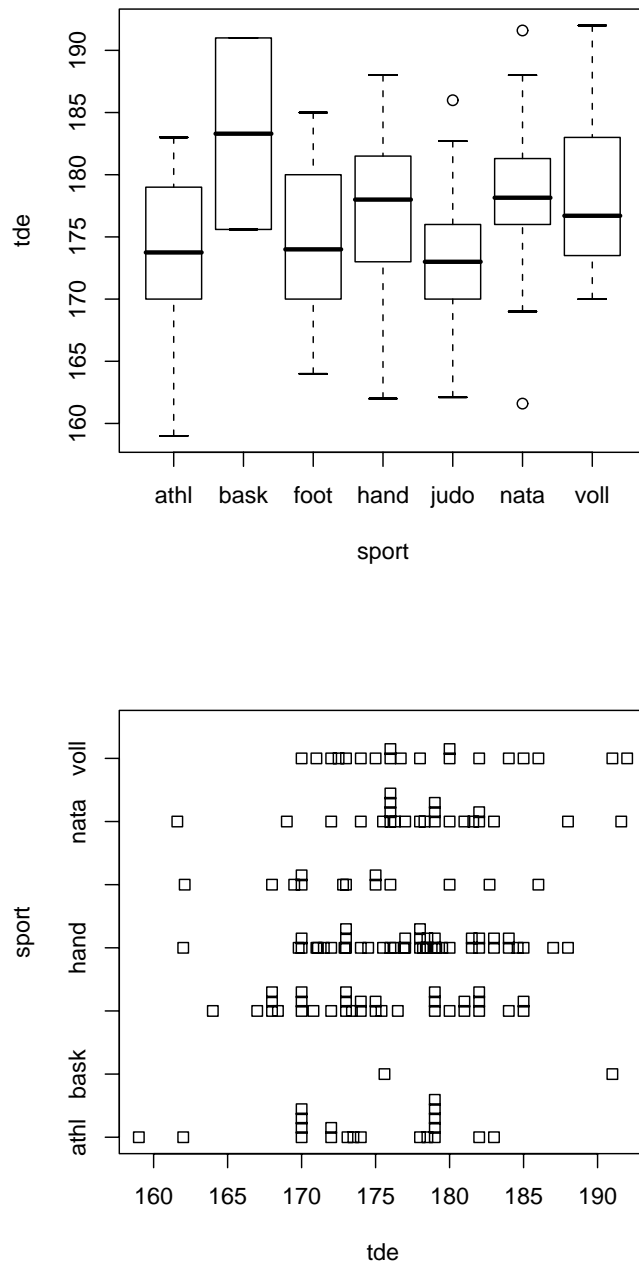 190
185
180
175
170
165
160
tde
athl bask foot hand judo nata voll
sport
voll
nata
hand
bask
athl
sport
160 165 170 175 180 185 190
tde